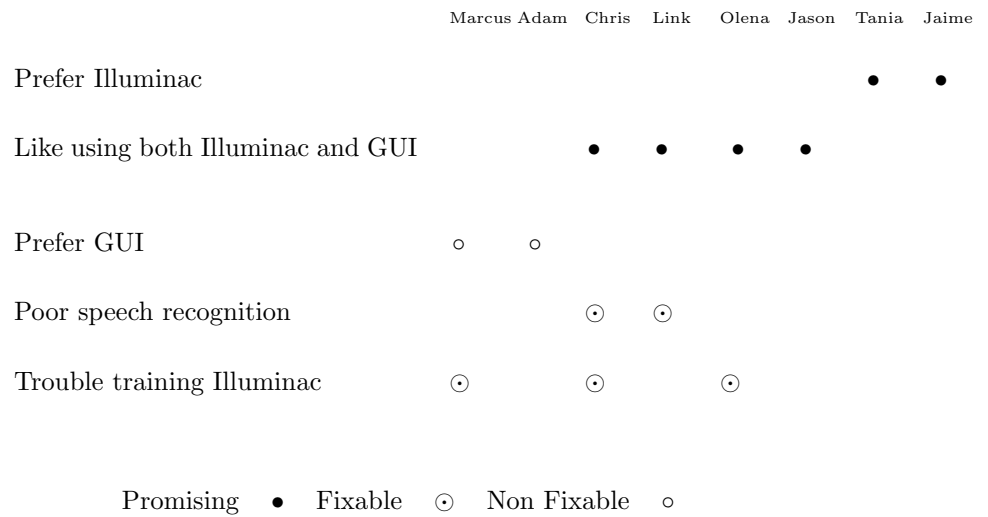 Marcus Adam Chris Link Olena Jason Tania Jaime
Prefer Illuminac
Like using both Illuminac and GUI
Prefer GUI
Poor speech recognition
Trouble training Illuminac
Promising Fixable Non Fixable